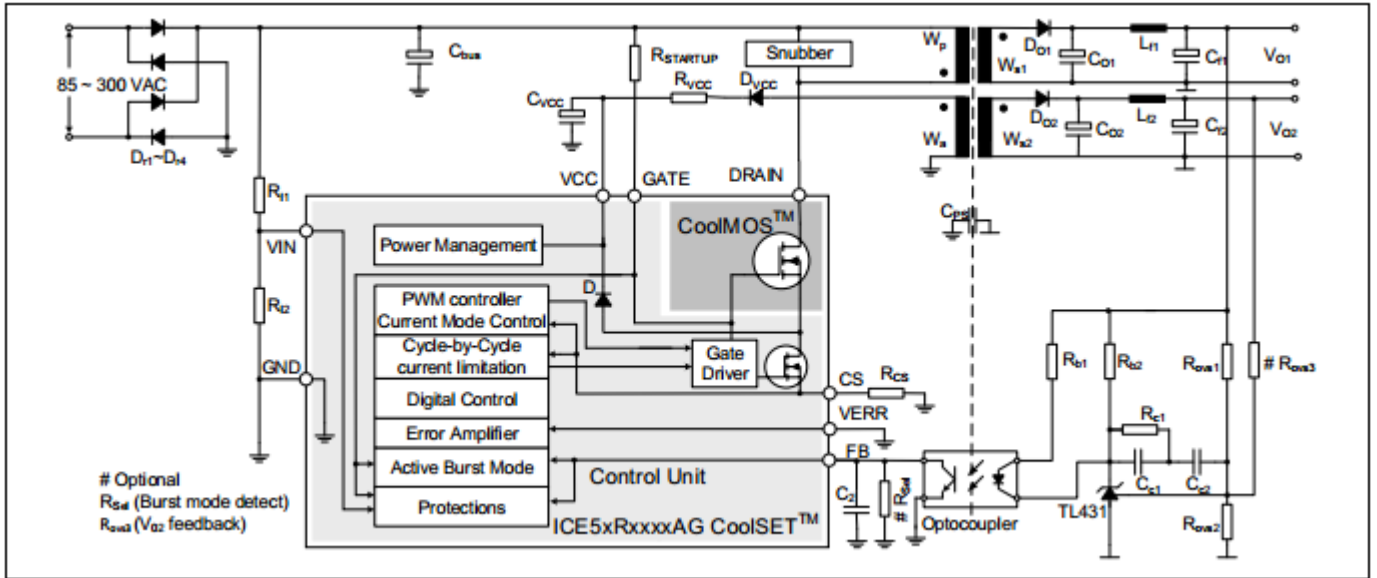 85 ~ 300 VAC
Dr1~Dr4
Cbus
RSTARTUP
Snubber
Wp
Ws1
DO1
CO1
Lf1
Cf1
VO1
CVCC
RVCC
DVCC
Wa
Ws2
DO2
CO2
Lf2
Cf2
VO2
RI1
VCC
GATE
DRAIN
VIN
CPS
Power Management
CoolMOS™
RI2
D
PWM controller
Current Mode Control
Cycle-by-Cycle
current limitation
Gate
Driver
GND
CS
RCS
Digital Control
VERR
Error Amplifier
FB
Active Burst Mode
Control Unit
Protections
ICE5xRxxxxAG CoolSET™
# Optional
RSel (Burst mode detect)
Rovs3 (VO2 feedback)
C2
# RSel
Optocoupler
Rb1
Rb2
Rovs1
# Rovs3
Rc1
Cc1
Cc2
TL431
Rovs2